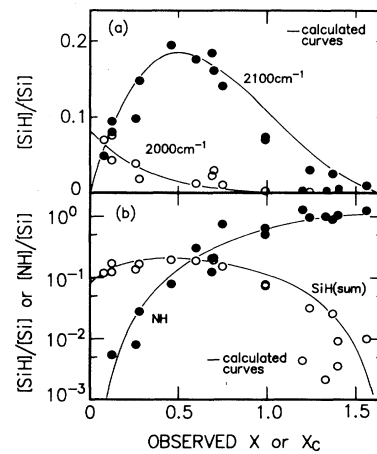 (a)
— calculated curves
2100cm⁻¹
2000cm⁻¹
[SiH]/[Si]
0.2
0.1
0
(b)
SiH(sum)
NH
— calculated curves
[SiH]/[Si] or [NH]/[Si]
10⁰
10⁻¹
10⁻²
10⁻³
0 0.5 1.0 1.5
OBSERVED X or X_C